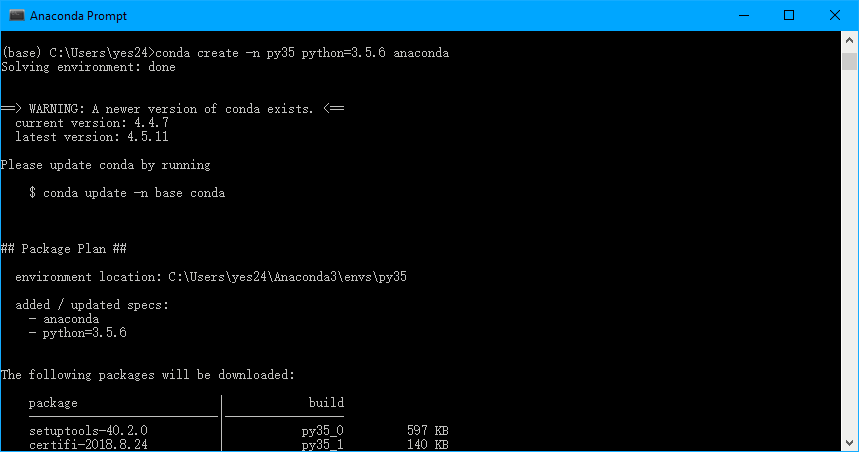 Anaconda Prompt
(base) C:\Users\yes24>conda create -n py35 python=3.5.6 anaconda
Solving environment: done
==> WARNING: A newer version of conda exists. <==
current version: 4.4.7
latest version: 4.5.11
Please update conda by running
$ conda update -n base conda
## Package Plan ##
environment location: C:\Users\yes24\Anaconda3\envs\py35
added / updated specs:
- anaconda
- python=3.5.6
The following packages will be downloaded:
package | build
---------------------------|-----------------
setuptools-40.2.0 | py35_0 597 KB
certifi-2018.8.24 | py35_1 140 KB